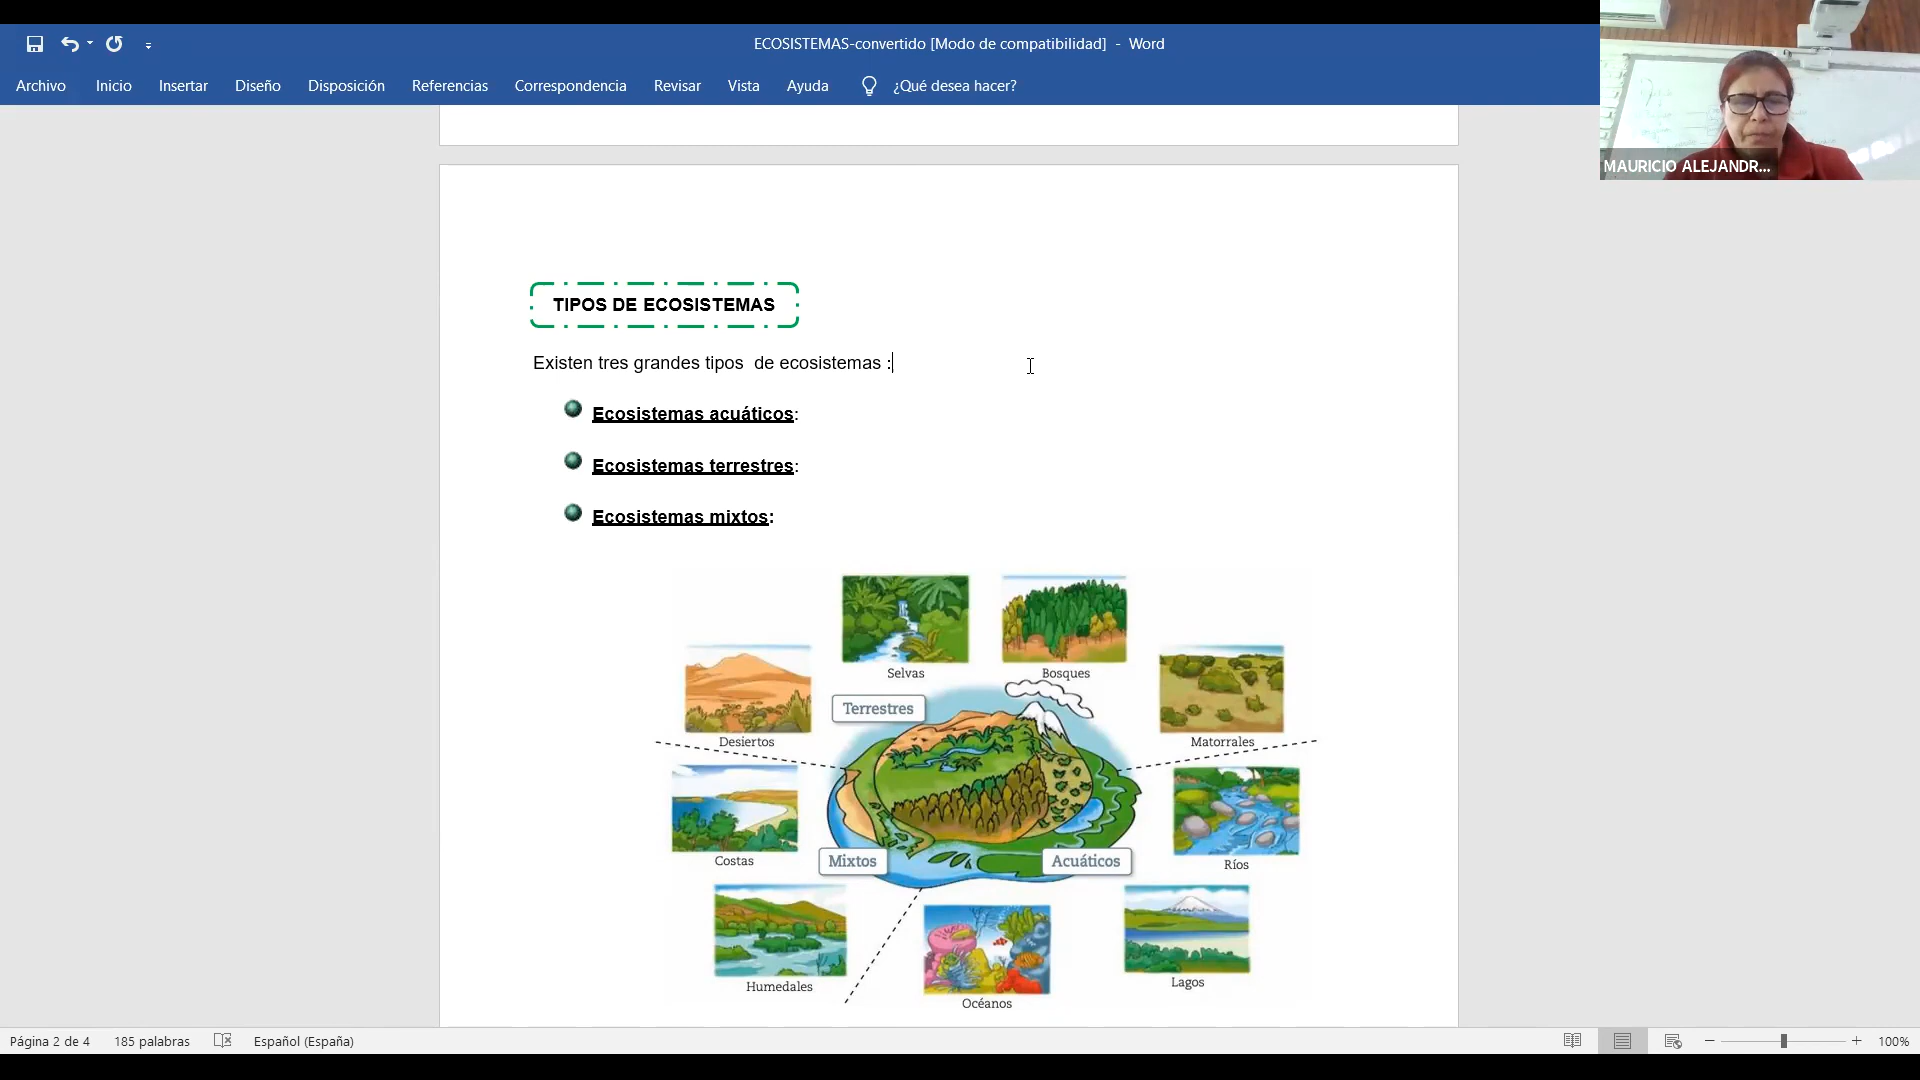 ECOSISTEMAS-convertido [Modo de compatibilidad] - Word
Archivo Inicio Insertar Diseño Disposición Referencias Correspondencia Revisar Vista Ayuda ¿Qué desea hacer?
MAURICIO ALEJANDR...
TIPOS DE ECOSISTEMAS
Existen tres grandes tipos  de ecosistemas :
Ecosistemas acuáticos:
Ecosistemas terrestres:
Ecosistemas mixtos:
Selvas
Bosques
Terrestres
Desiertos
Matorrales
Costas
Mixtos
Acuáticos
Ríos
Humedales
Océanos
Lagos
Página 2 de 4 185 palabras Español (España) 100%